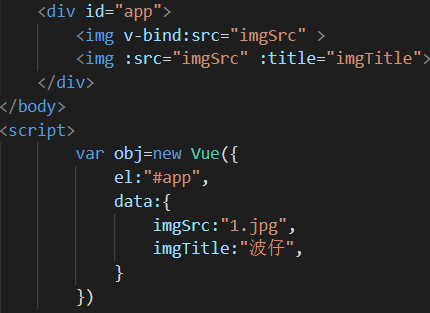 <div id="app">
<img v-bind:src="imgSrc" >
<img :src="imgSrc" :title="imgTitle">
</div>
</body>
<script>
var obj=new Vue({
el:"#app",
data:{
imgSrc:"1.jpg",
imgTitle:"波仔",
}
})